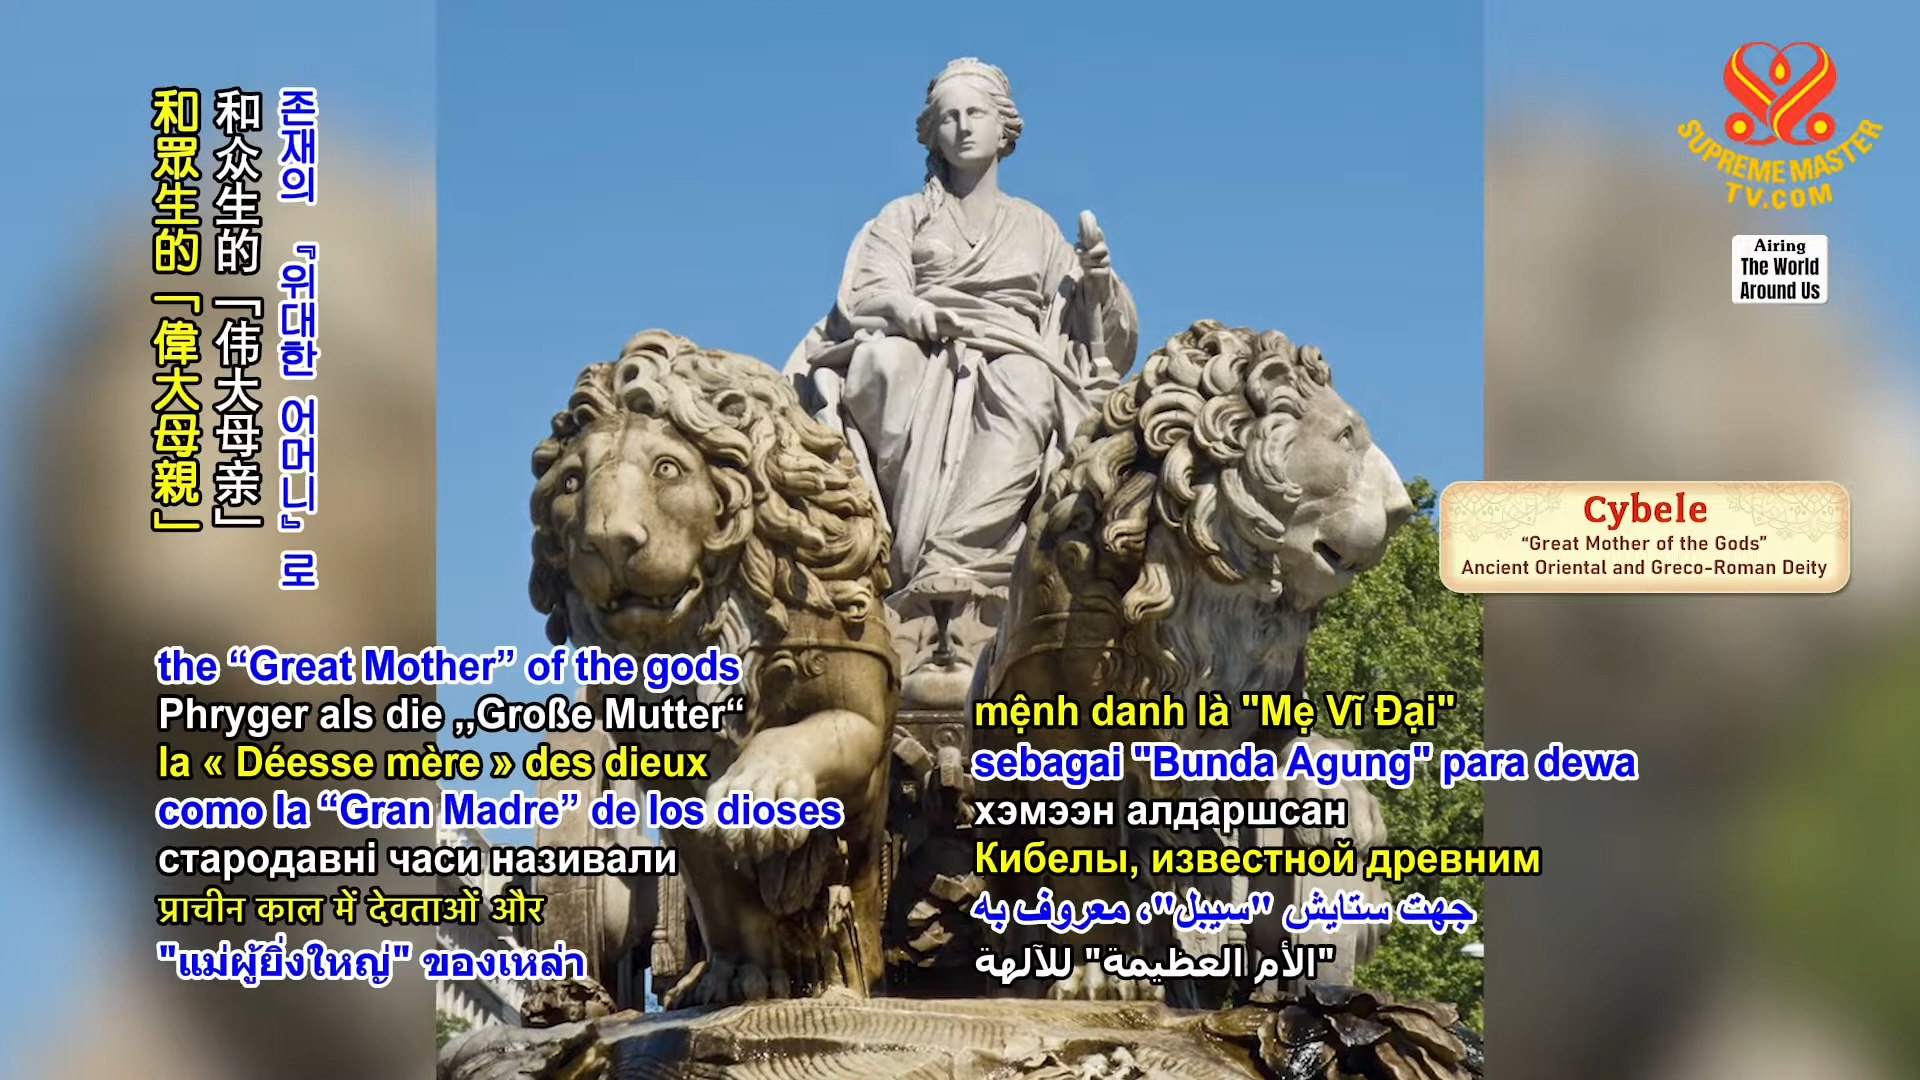 존재의 『위대한 어머니』로
和众生的「伟大母亲」
和眾生的「偉大母親」
SUPREME MASTER
TV.COM
Airing
The World
Around Us
Cybele
“Great Mother of the Gods”
Ancient Oriental and Greco-Roman Deity
the “Great Mother” of the gods
Phryger als die „Große Mutter“
la « Déesse mère » des dieux
como la “Gran Madre” de los dioses
стародавні часи називали
प्राचीन काल में देवताओं और
"แม่ผู้ยิ่งใหญ่" ของเหล่า
mệnh danh là "Mẹ Vĩ Đại"
sebagai "Bunda Agung" para dewa
хэмээн алдаршсан
Кибелы, известной древним
جهت ستایش "سیبل"، معروف به
"الأم العظيمة" للآلهة